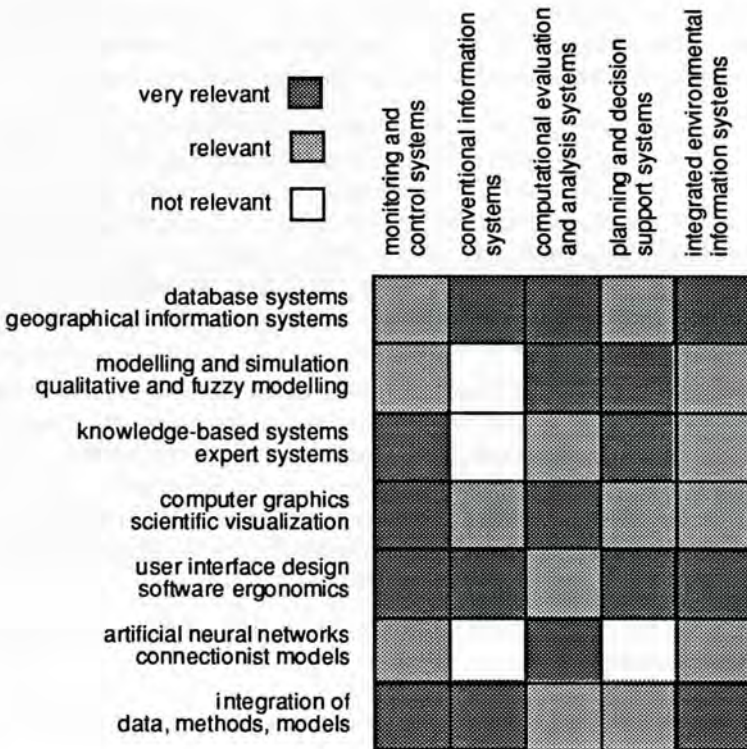 very relevant
relevant
not relevant
monitoring and
control systems
conventional information
systems
computational evaluation
and analysis systems
planning and decision
support systems
integrated environmental
information systems
database systems
geographical information systems
modelling and simulation
qualitative and fuzzy modelling
knowledge-based systems
expert systems
computer graphics
scientific visualization
user interface design
software ergonomics
artificial neural networks
connectionist models
integration of
data, methods, models